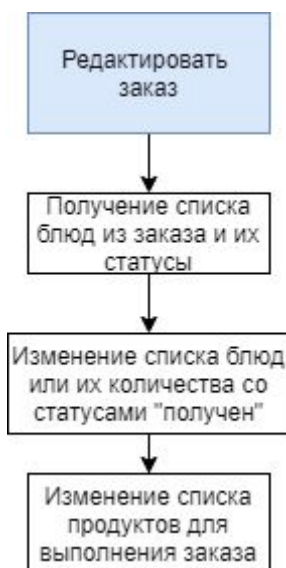 Редактировать
заказ
Получение списка
блюд из заказа и их
статусы
Изменение списка блюд
или их количества со
статусами "получен"
Изменение списка
продуктов для
выполнения заказа